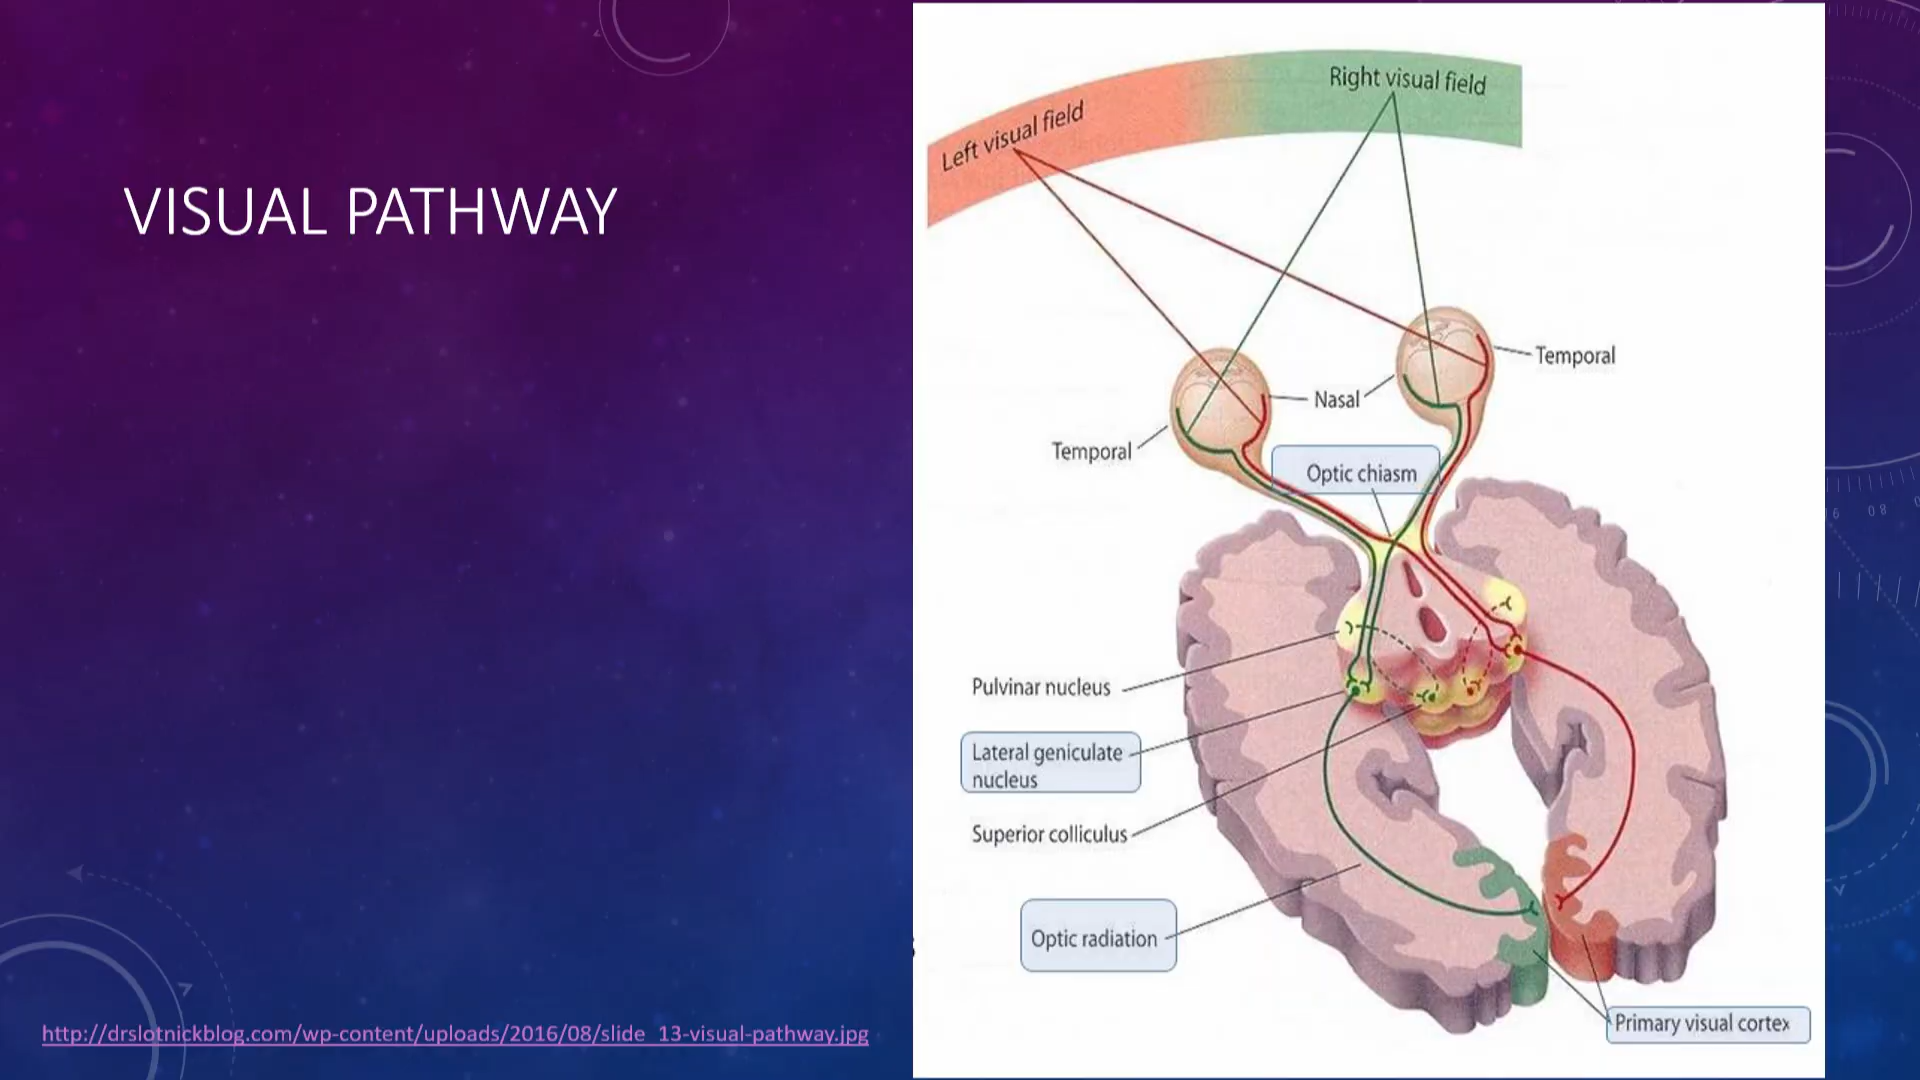 VISUAL PATHWAY
Right visual field
Left visual field
Temporal
Nasal
Temporal
Optic chiasm
Pulvinar nucleus
Lateral geniculate
nucleus
Superior colliculus
Optic radiation
Primary visual cortex
http://drslotnickblog.com/wp-content/uploads/2016/08/slide_13-visual-pathway.jpg
08